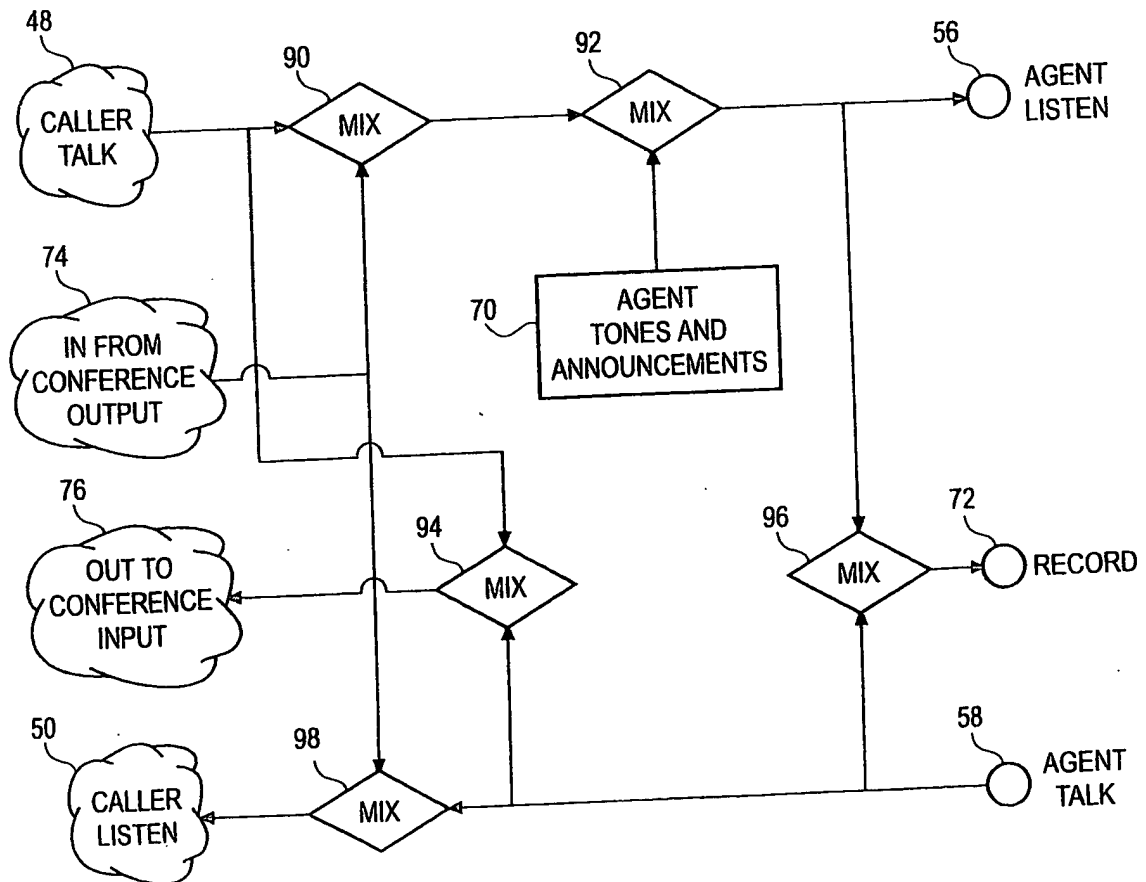 48
90
92
56
CALLER
TALK
MIX
MIX
AGENT
LISTEN
74
IN FROM
CONFERENCE
OUTPUT
70
AGENT
TONES AND
ANNOUNCEMENTS
76
OUT TO
CONFERENCE
INPUT
94
MIX
96
MIX
72
RECORD
50
CALLER
LISTEN
98
MIX
58
AGENT
TALK